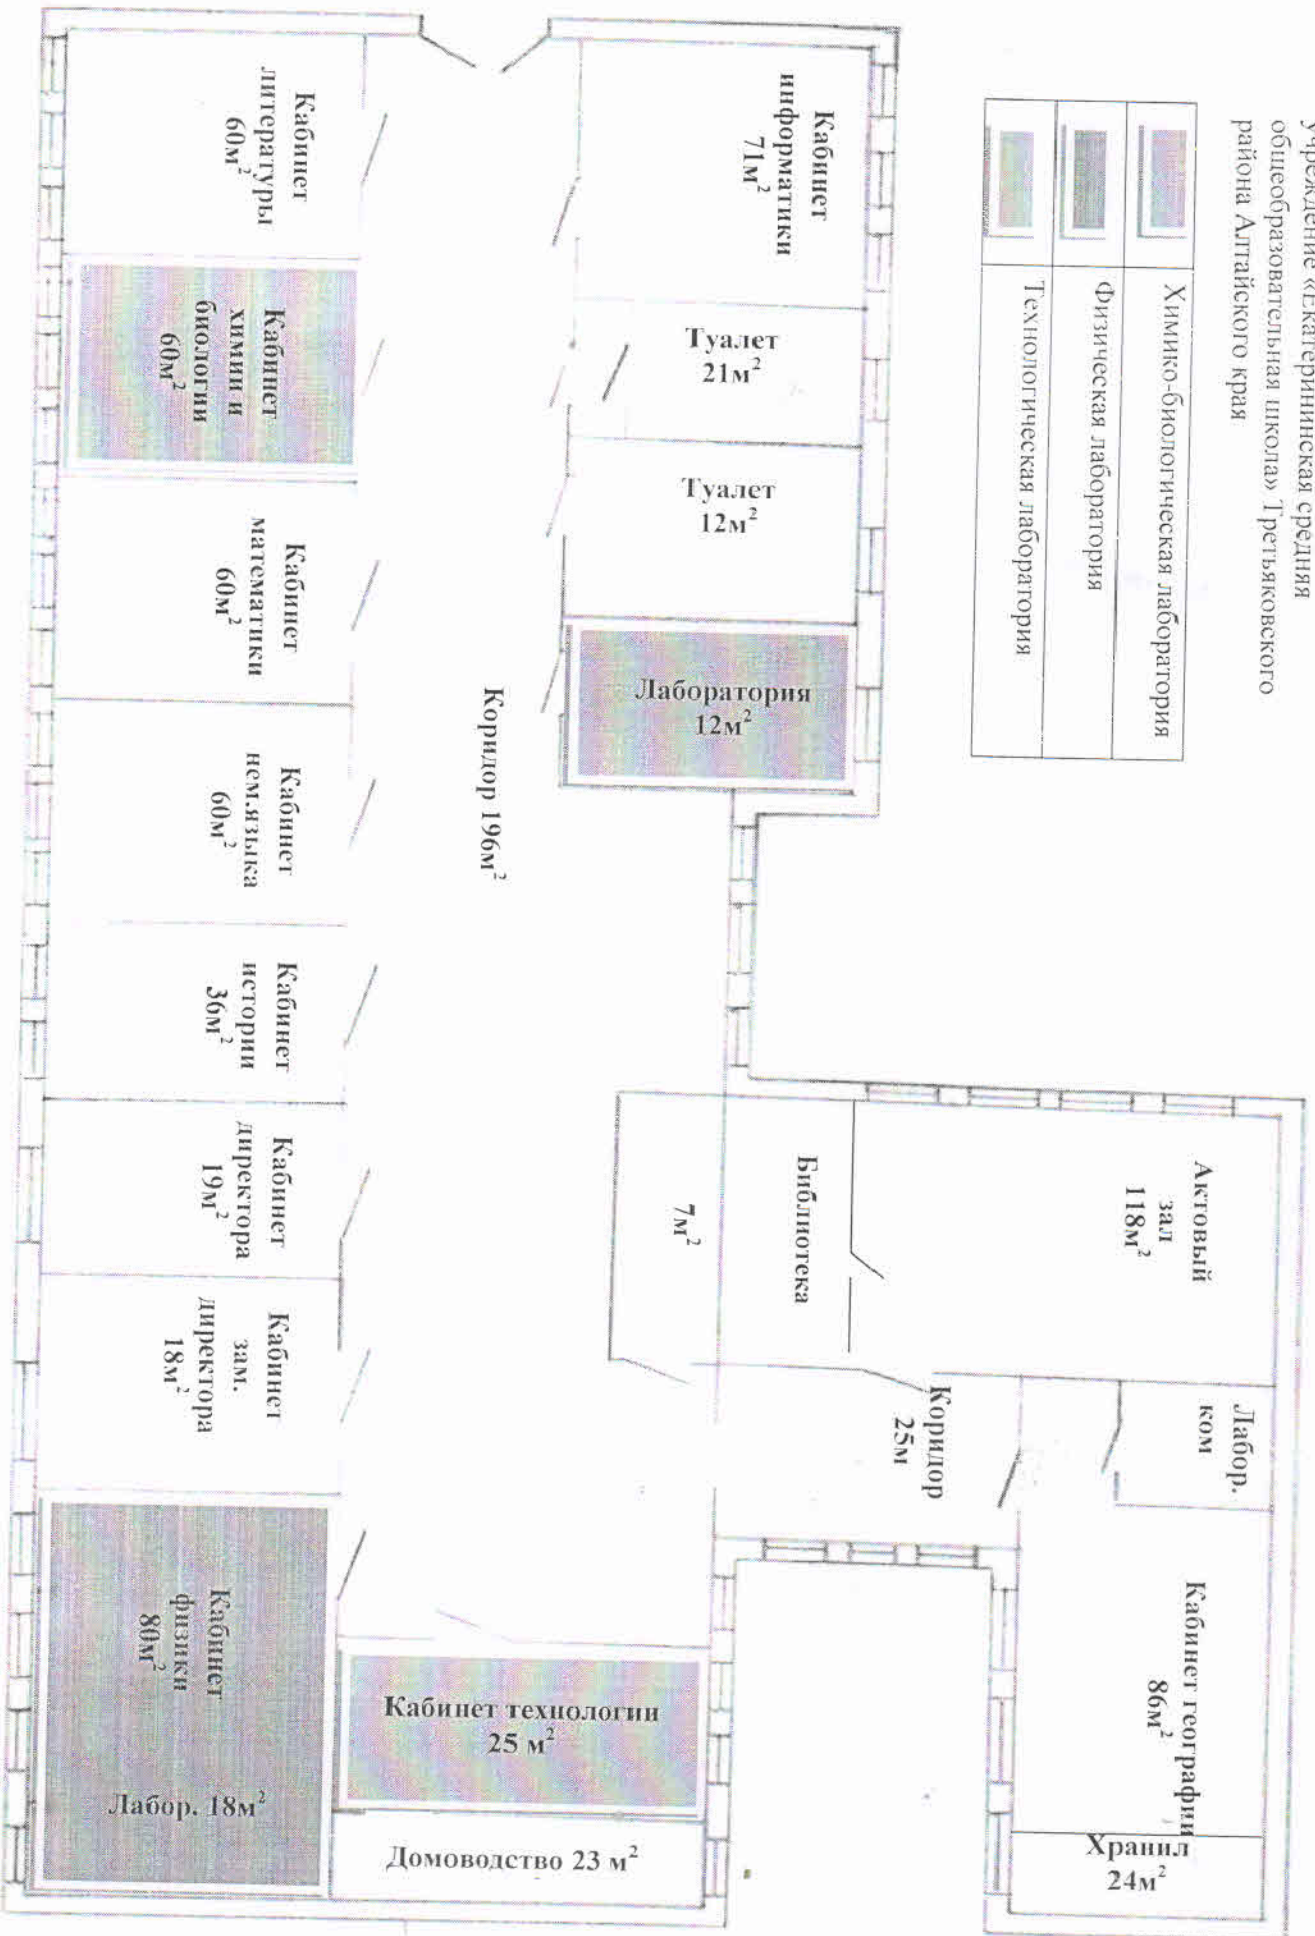 учреждение «Екатерининская средняя
общеобразовательная школа» Третьяковского
района Алтайского края
Химико-биологическая лаборатория
Физическая лаборатория
Технологическая лаборатория
Кабинет
информатики
71м²
Туалет
21м²
Туалет
12м²
Лаборатория
12м²
Кабинет
литературы
60м²
Кабинет
химии и
биологии
60м²
Кабинет
математики
60м²
Кабинет
нем.языка
60м²
Кабинет
истории
36м²
Кабинет
директора
19м²
Кабинет
зам.
директора
18м²
Кабинет
физики
80м²
Лабор. 18м²
Коридор 196м²
Актовый
зал
118м²
Библиотека
7м²
Коридор
25м
Лабор.
ком
Кабинет географии
86м²
Хранил
24м²
Кабинет технологии
25 м²
Домоводство 23 м²